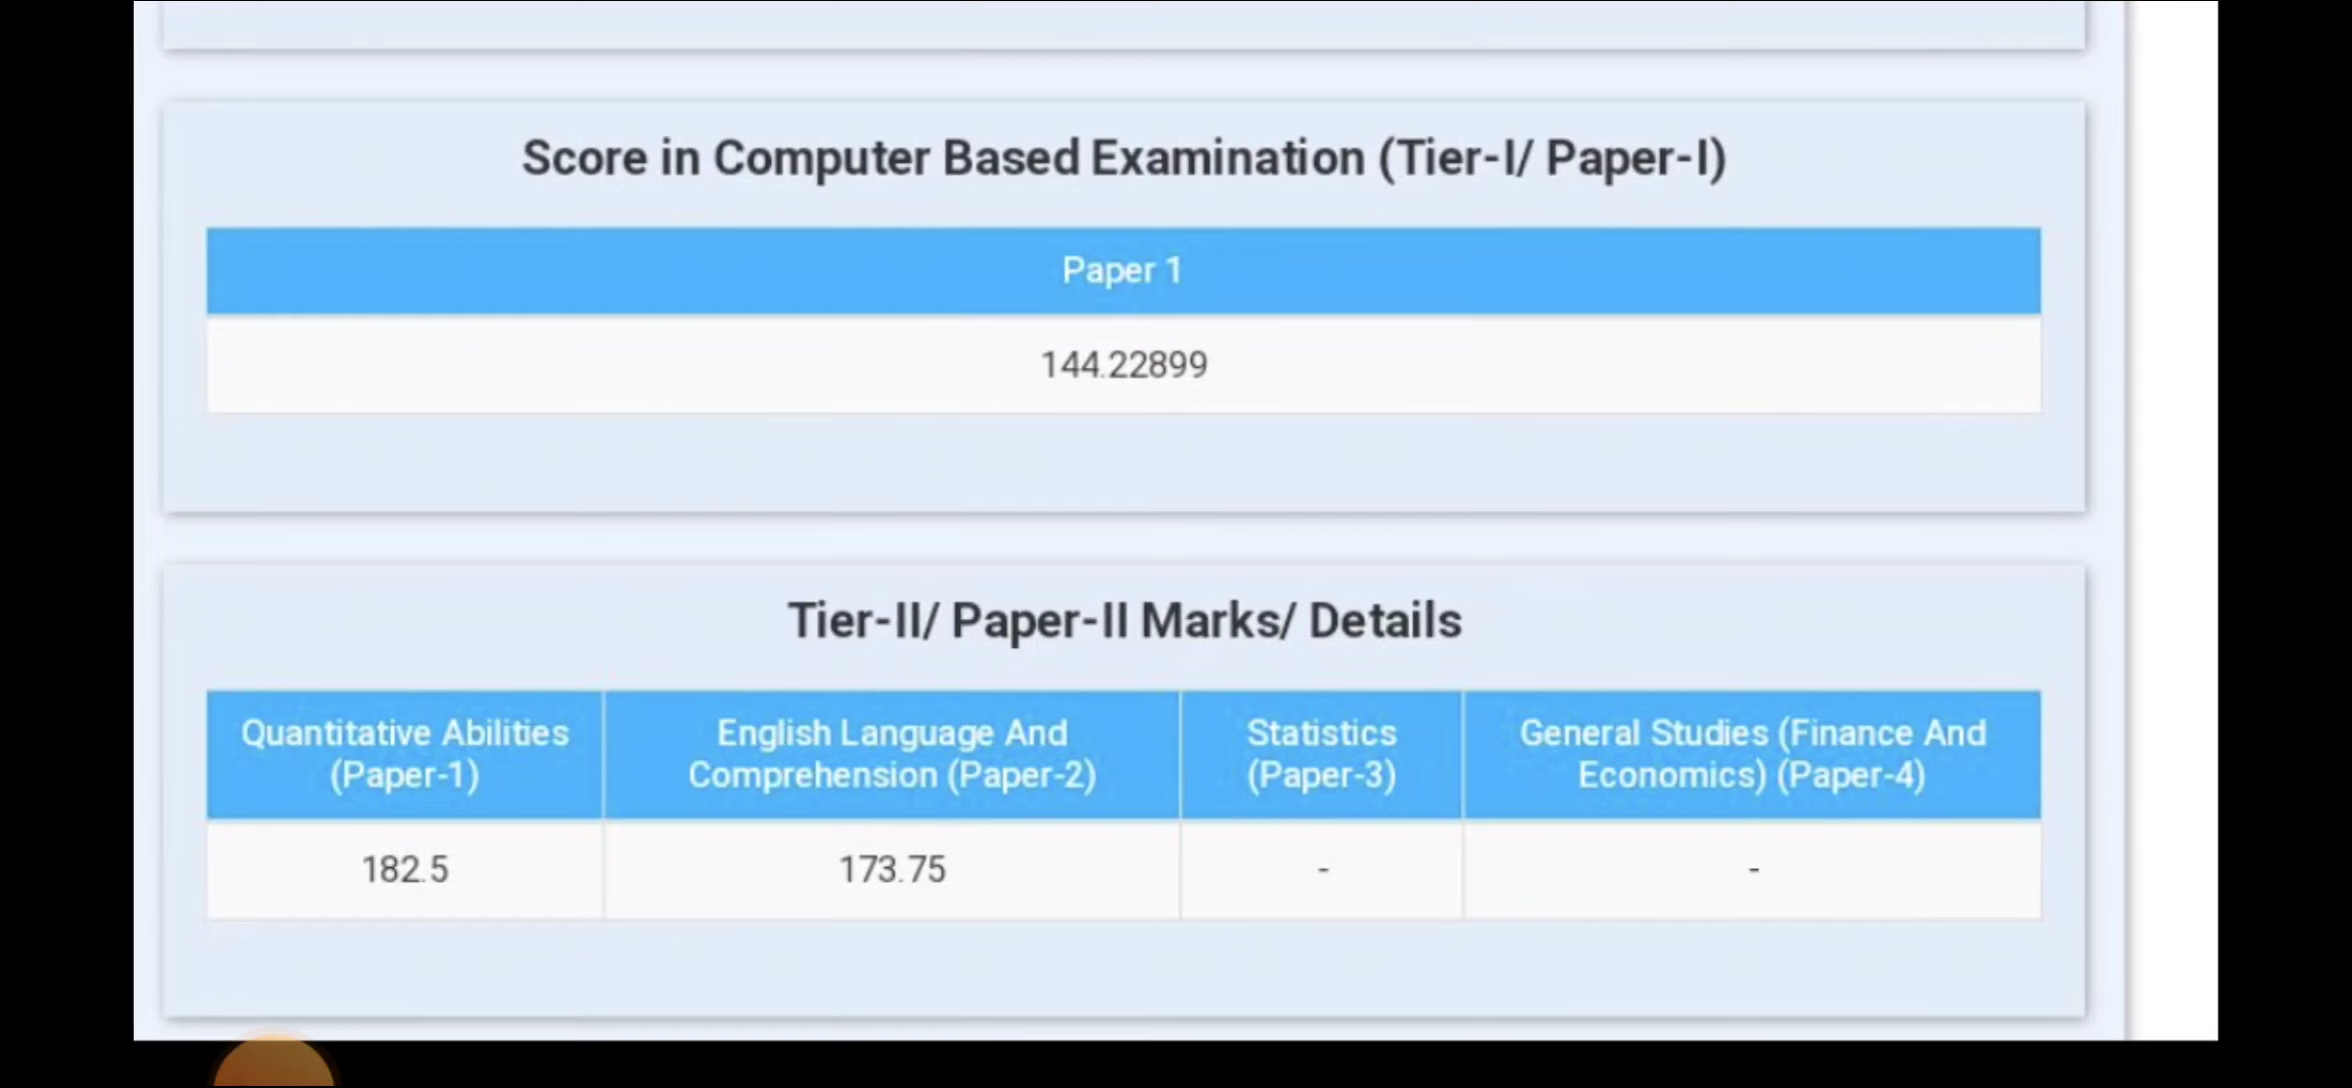 Score in Computer Based Examination (Tier-I/ Paper-I)
Paper 1
144.22899
Tier-II/ Paper-II Marks/ Details
Quantitative Abilities
(Paper-1)
English Language And
Comprehension (Paper-2)
Statistics
(Paper-3)
General Studies (Finance And
Economics) (Paper-4)
182.5
173.75
-
-